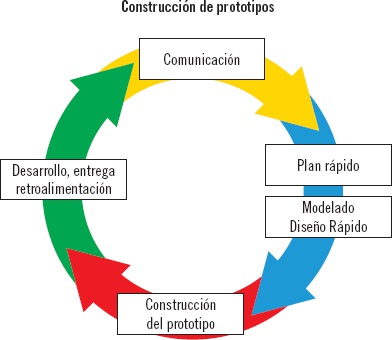 Construcción de prototipos
Comunicación
Plan rápido
Modelado
Diseño Rápido
Construcción
del prototipo
Desarrollo, entrega
retroalimentación